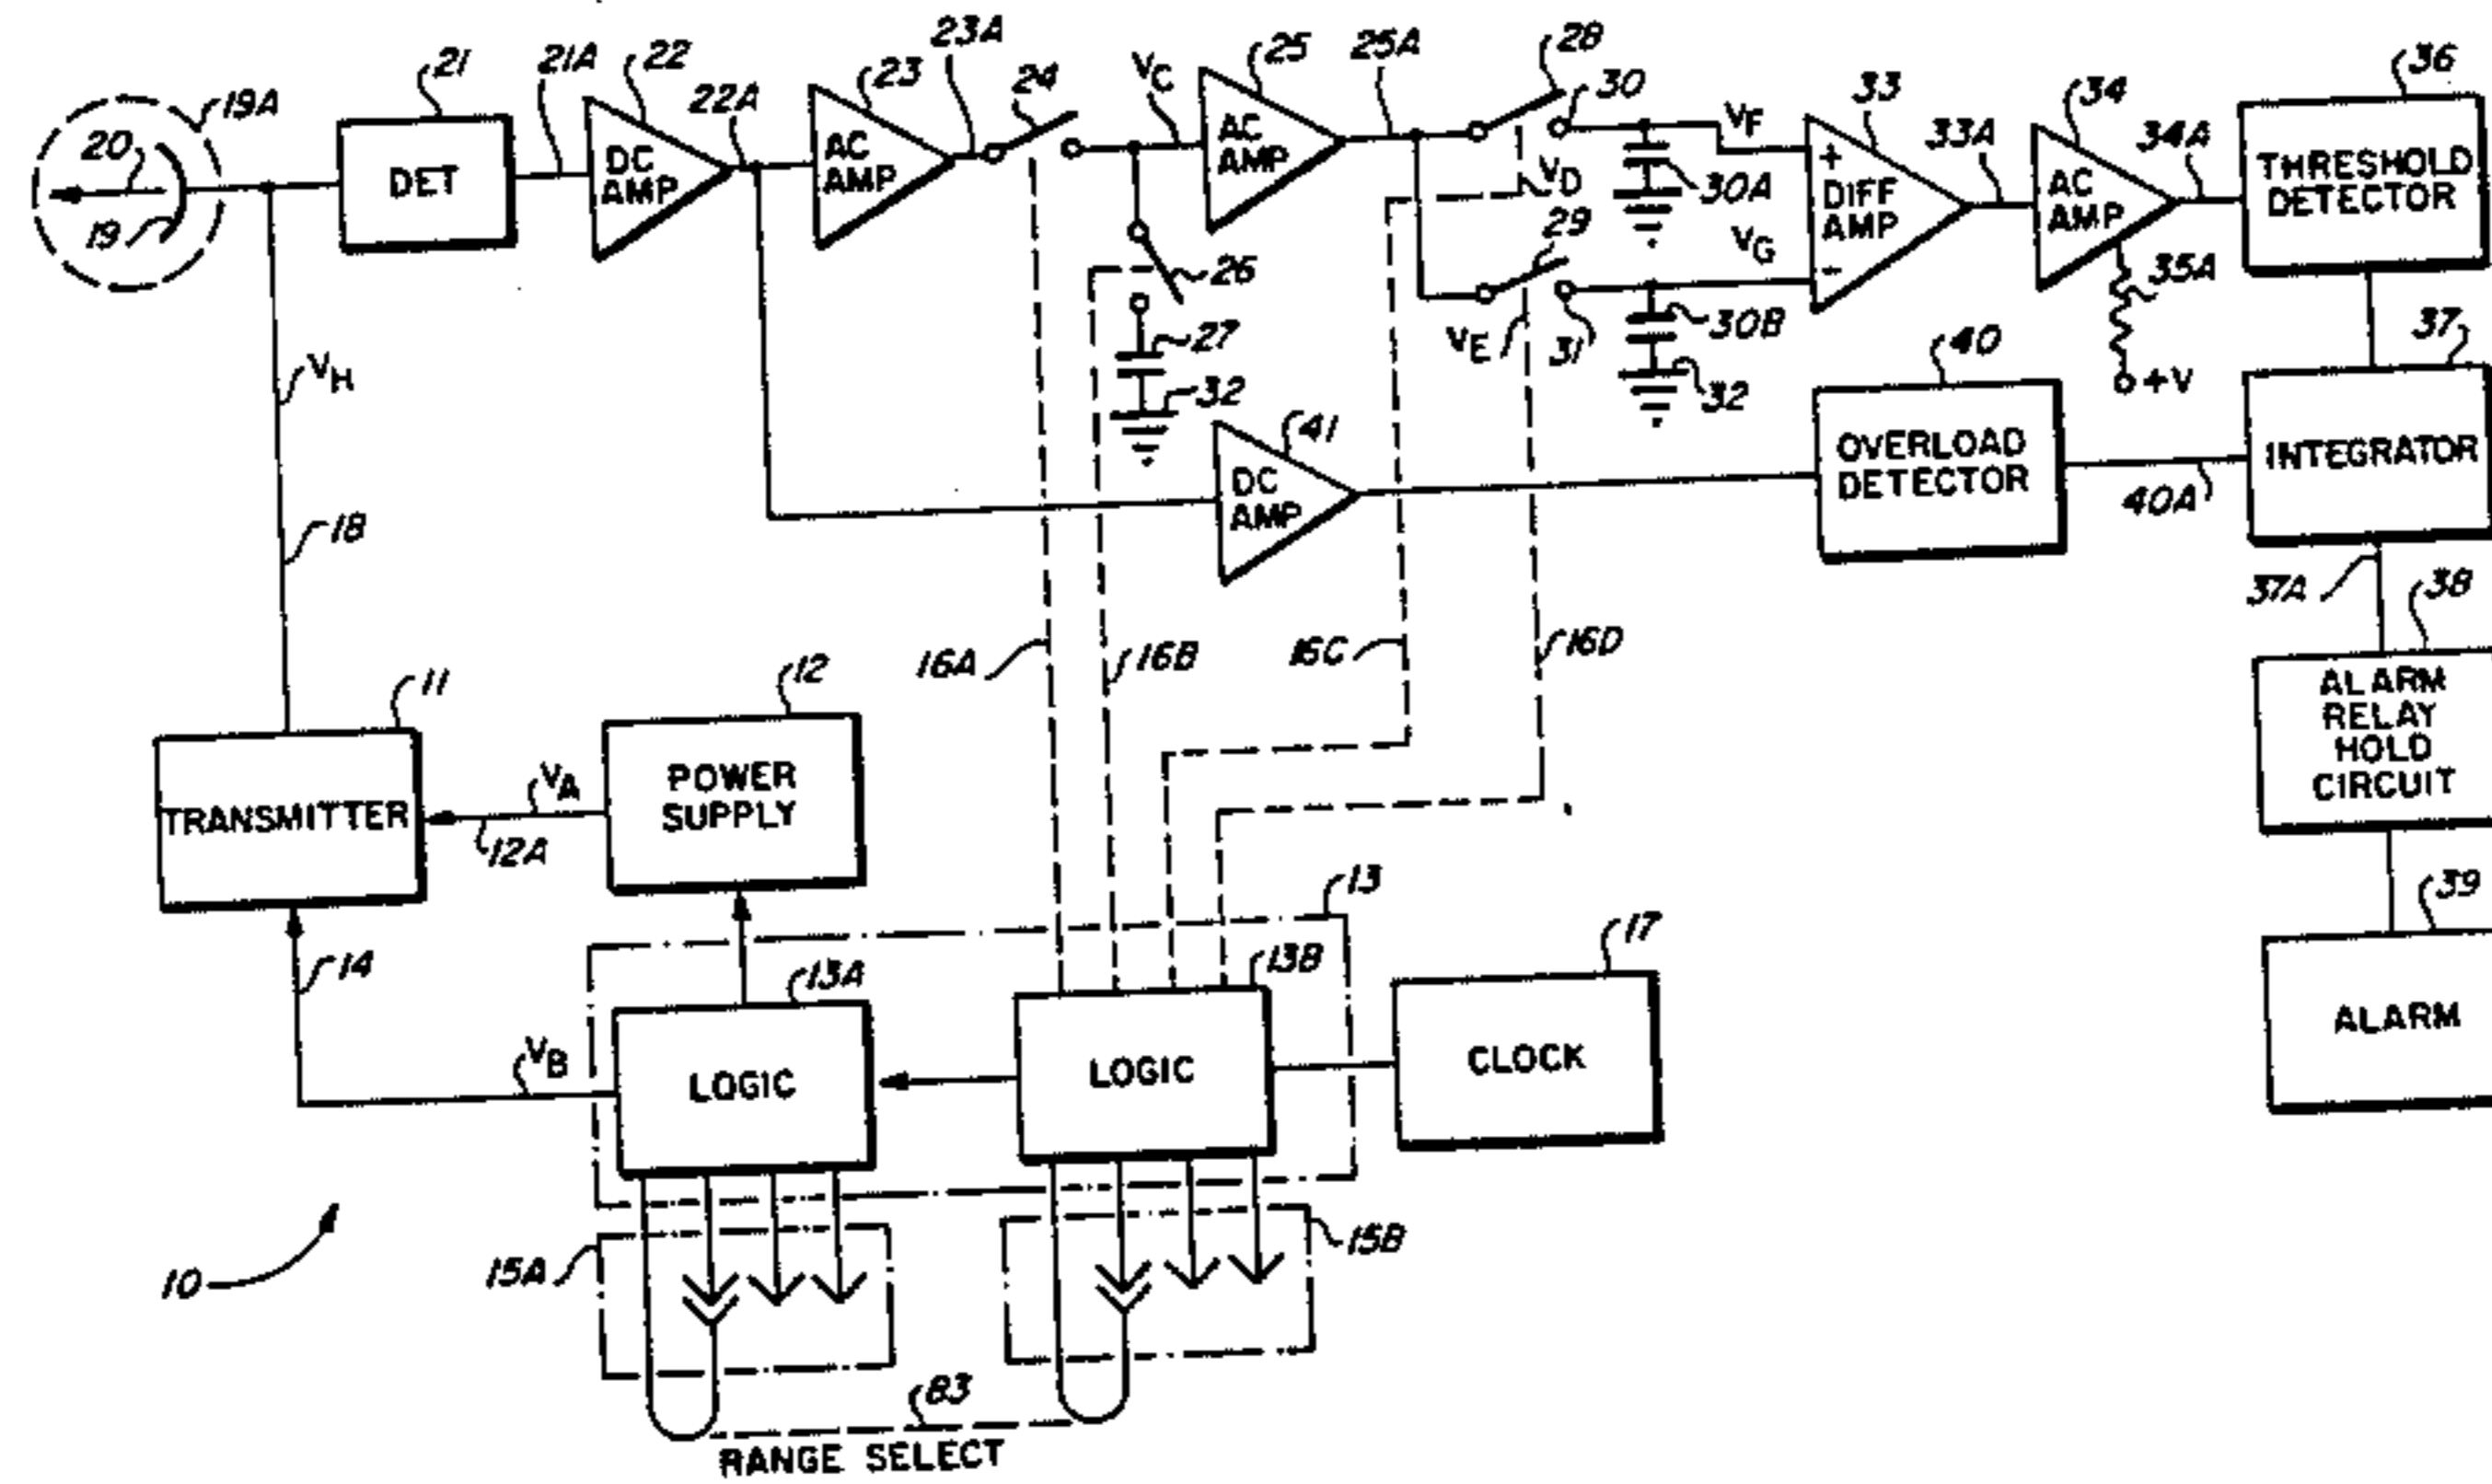 19A
20
19
21
DET
21A
22
DC
AMP
22A
23
AC
AMP
23A
24
VC
25
AC
AMP
25A
28
30
VD
30A
VF
29
VE
31
VG
30B
32
26
27
32
33
+
DIFF
AMP
-
33A
34
AC
AMP
34A
35A
+V
36
THRESHOLD
DETECTOR
37
INTEGRATOR
37A
40
OVERLOAD
DETECTOR
40A
41
DC
AMP
38
ALARM
RELAY
HOLD
CIRCUIT
39
ALARM
VH
18
11
TRANSMITTER
VA
12A
12
POWER
SUPPLY
16A
16B
16C
16D
14
VB
13
13A
LOGIC
13B
LOGIC
17
CLOCK
10
15A
15B
83
RANGE SELECT